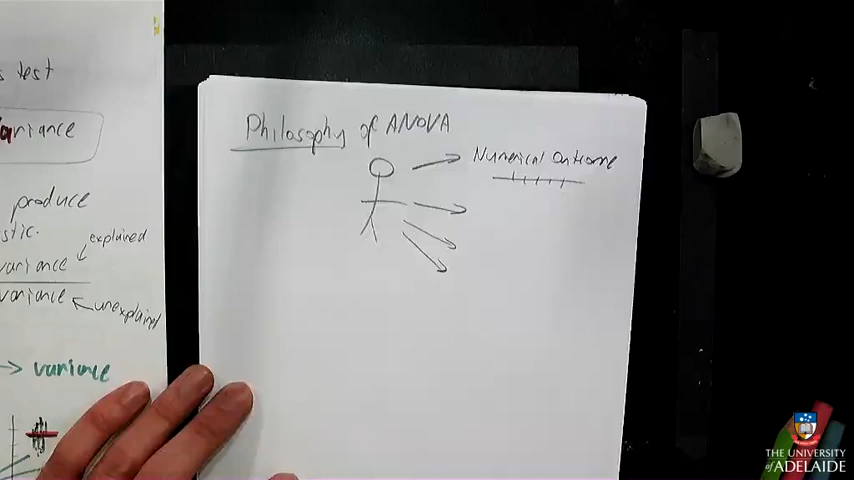 s test
ariance
produce
stic.
explained
variance
variance
unexplained
variance
Philosophy of ANOVA
Numerical Outcome
THE UNIVERSITY
of ADELAIDE